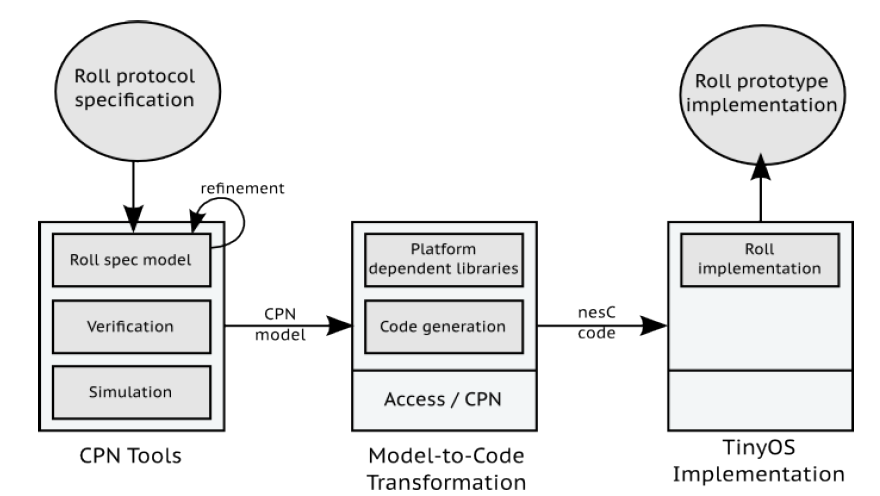 Roll protocol
specification
refinement
Roll spec model
Verification
Simulation
CPN Tools
CPN
model
Platform
dependent libraries
Code generation
Access / CPN
Model-to-Code
Transformation
nesC
code
Roll prototype
implementation
Roll
implementation
TinyOS
Implementation